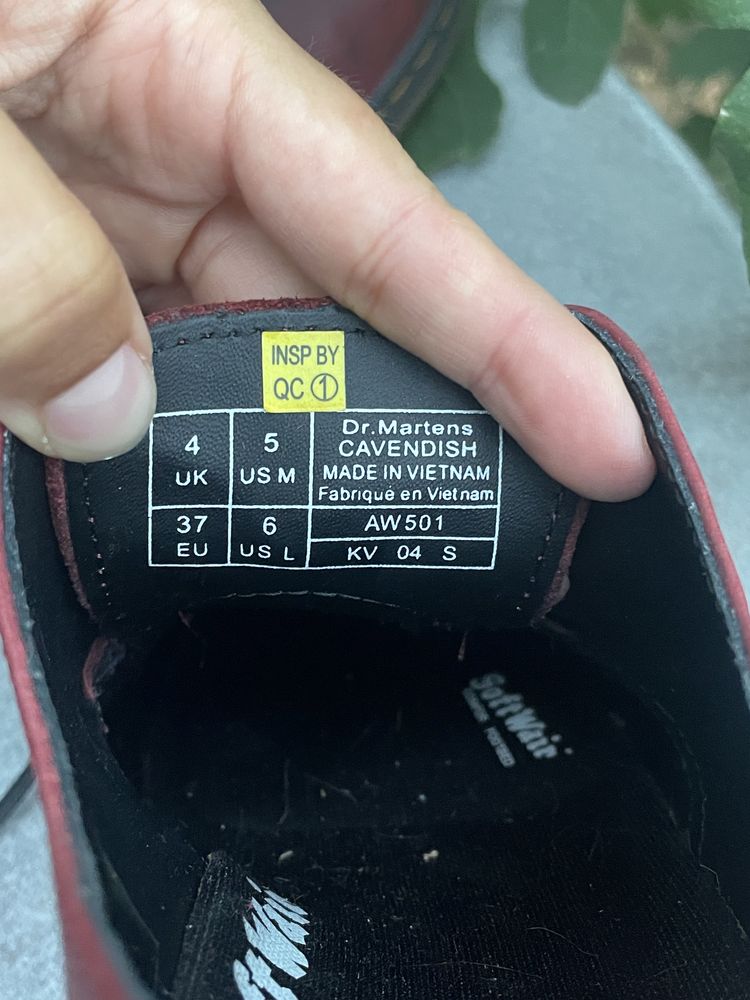 INSP BY
QC ①
4
UK
5
US M
Dr.Martens
CAVENDISH
MADE IN VIETNAM
Fabriqué en Vietnam
37
EU
6
US L
AW501
KV 04 S
SoftWair
SoftWair